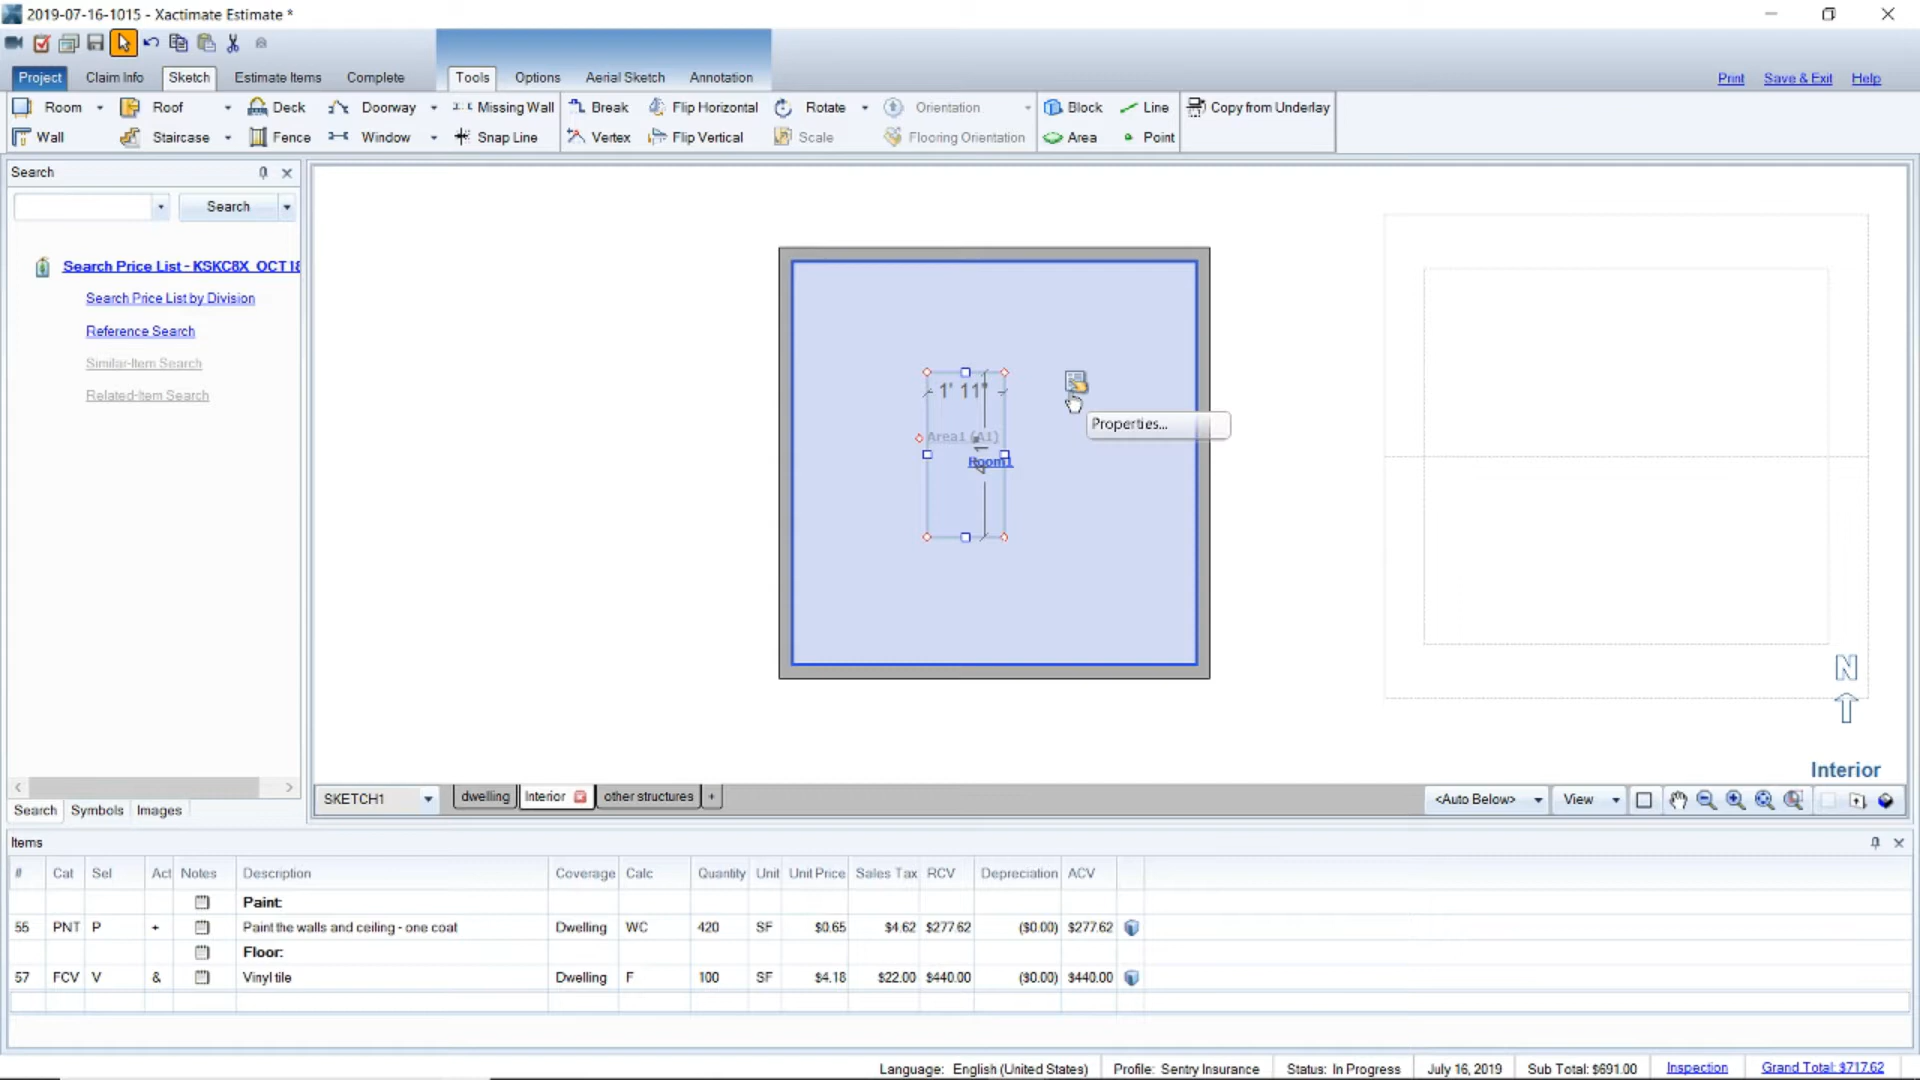 2019-07-16-1015 - Xactimate Estimate *
Project Claim Info Sketch Estimate Items Complete Tools Options Aerial Sketch Annotation Print Save & Exit Help
Room Roof Deck Doorway Missing Wall Break Flip Horizontal Rotate Orientation Block Line Copy from Underlay
Wall Staircase Fence Window Snap Line Vertex Flip Vertical Scale Flooring Orientation Area Point
Search
Search
Search Price List - KSKC8X_OCT18
Search Price List by Division
Reference Search
Similar-Item Search
Related-Item Search
1' 11"
Properties...
Area1 (A1)
Room1
N
Interior
SKETCH1 dwelling Interior other structures + <Auto Below> View
Search Symbols Images
Items
# Cat Sel Act Notes Description Coverage Calc Quantity Unit Unit Price Sales Tax RCV Depreciation ACV
Paint:
55 PNT P + Paint the walls and ceiling - one coat Dwelling WC 420 SF $0.65 $4.62 $277.62 ($0.00) $277.62
Floor:
57 FCV V & Vinyl tile Dwelling F 100 SF $4.18 $22.00 $440.00 ($0.00) $440.00
Language: English (United States) Profile: Sentry Insurance Status: In Progress July 16, 2019 Sub Total: $691.00 Inspection Grand Total: $717.62